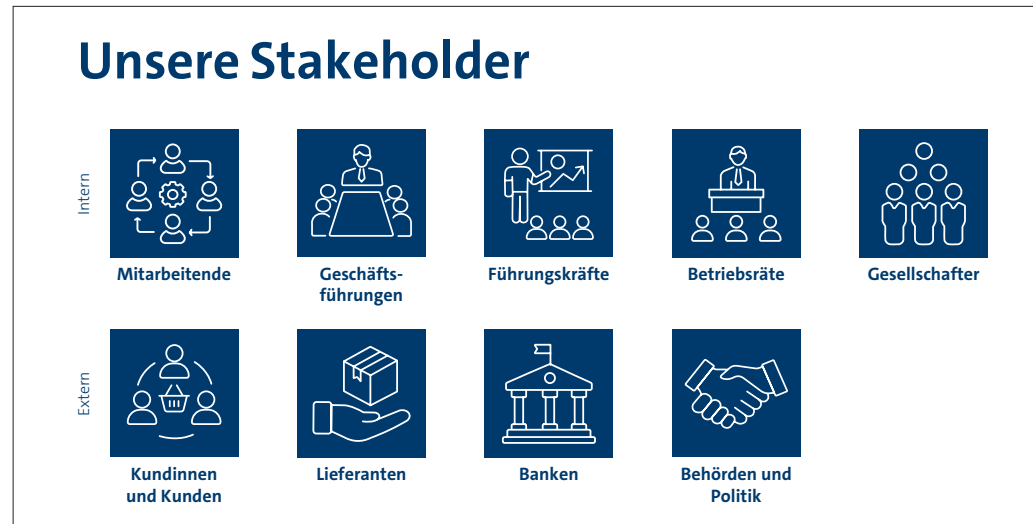 Unsere Stakeholder
Intern
Mitarbeitende
Geschäfts-
führungen
Führungskräfte
Betriebsräte
Gesellschafter
Extern
Kundinnen
und Kunden
Lieferanten
Banken
Behörden und
Politik